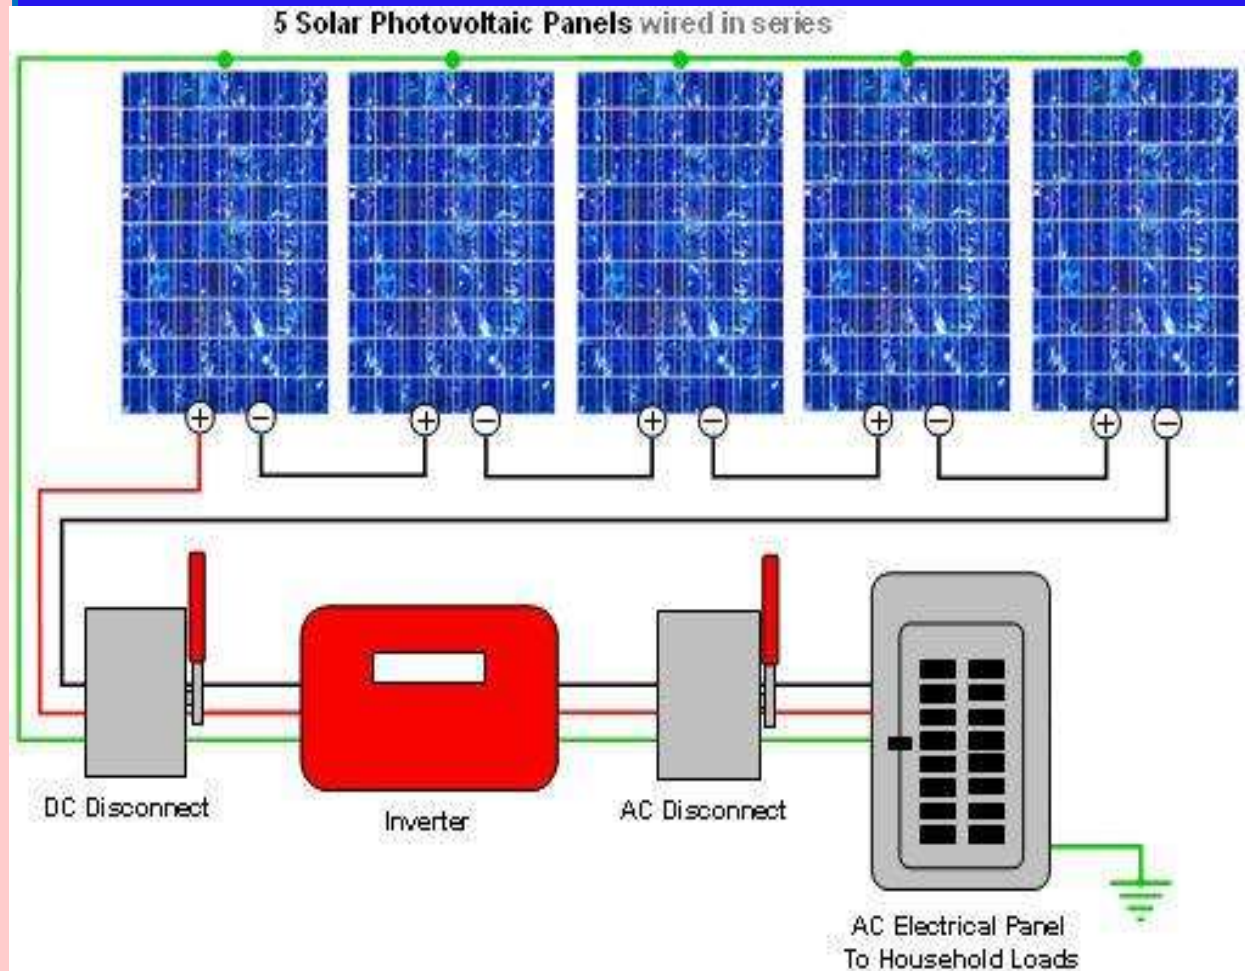 5 Solar Photovoltaic Panels wired in series
+ − + − + − + − + −
DC Disconnect
Inverter
AC Disconnect
AC Electrical Panel
To Household Loads